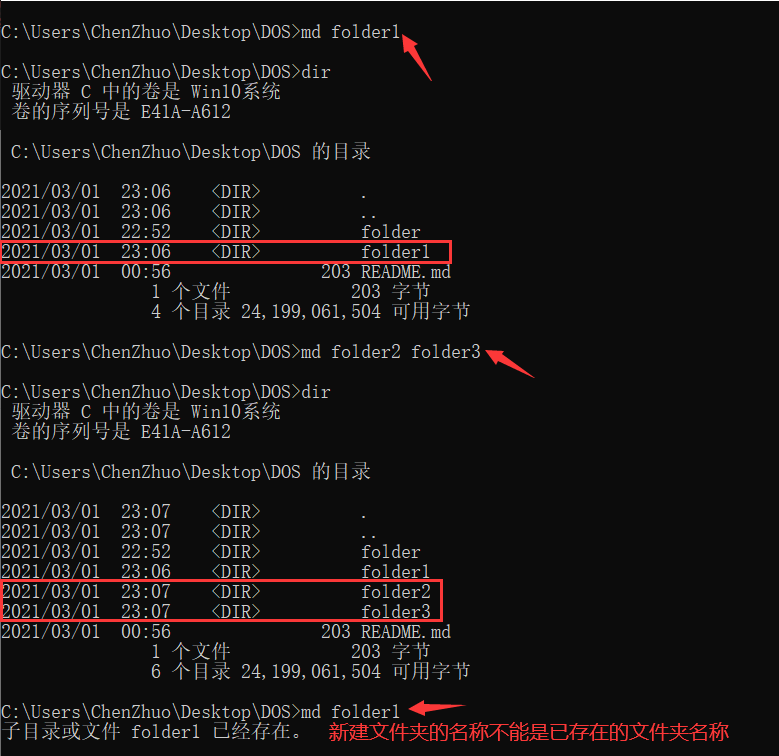 C:\Users\ChenZhuo\Desktop\DOS>md folder1
C:\Users\ChenZhuo\Desktop\DOS>dir
驱动器 C 中的卷是 Win10系统
卷的序列号是 E41A-A612
C:\Users\ChenZhuo\Desktop\DOS 的目录
2021/03/01  23:06    <DIR>          .
2021/03/01  23:06    <DIR>          ..
2021/03/01  22:52    <DIR>          folder
2021/03/01  23:06    <DIR>          folder1
2021/03/01  00:56               203 README.md
1 个文件            203 字节
4 个目录 24,199,061,504 可用字节
C:\Users\ChenZhuo\Desktop\DOS>md folder2 folder3
C:\Users\ChenZhuo\Desktop\DOS>dir
驱动器 C 中的卷是 Win10系统
卷的序列号是 E41A-A612
C:\Users\ChenZhuo\Desktop\DOS 的目录
2021/03/01  23:07    <DIR>          .
2021/03/01  23:07    <DIR>          ..
2021/03/01  22:52    <DIR>          folder
2021/03/01  23:06    <DIR>          folder1
2021/03/01  23:07    <DIR>          folder2
2021/03/01  23:07    <DIR>          folder3
2021/03/01  00:56               203 README.md
1 个文件            203 字节
6 个目录 24,199,061,504 可用字节
C:\Users\ChenZhuo\Desktop\DOS>md folder1
子目录或文件 folder1 已经存在。 新建文件夹的名称不能是已存在的文件夹名称